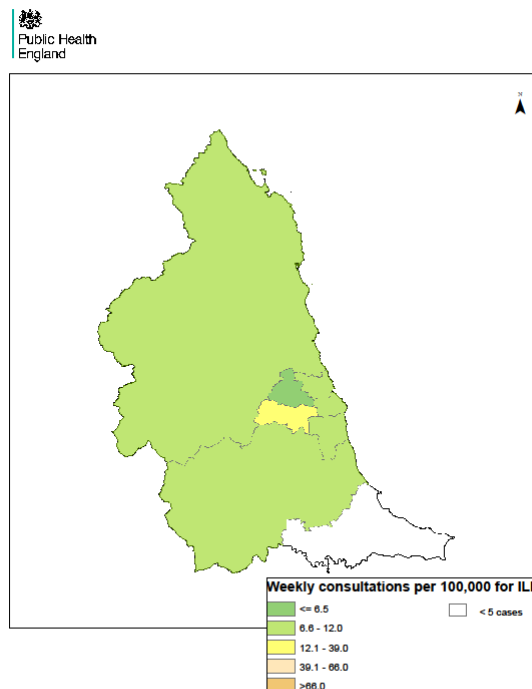 Public Health
England
N
Weekly consultations per 100,000 for ILI
<= 6.5
< 5 cases
6.6 - 12.0
12.1 - 39.0
39.1 - 66.0
>66.0